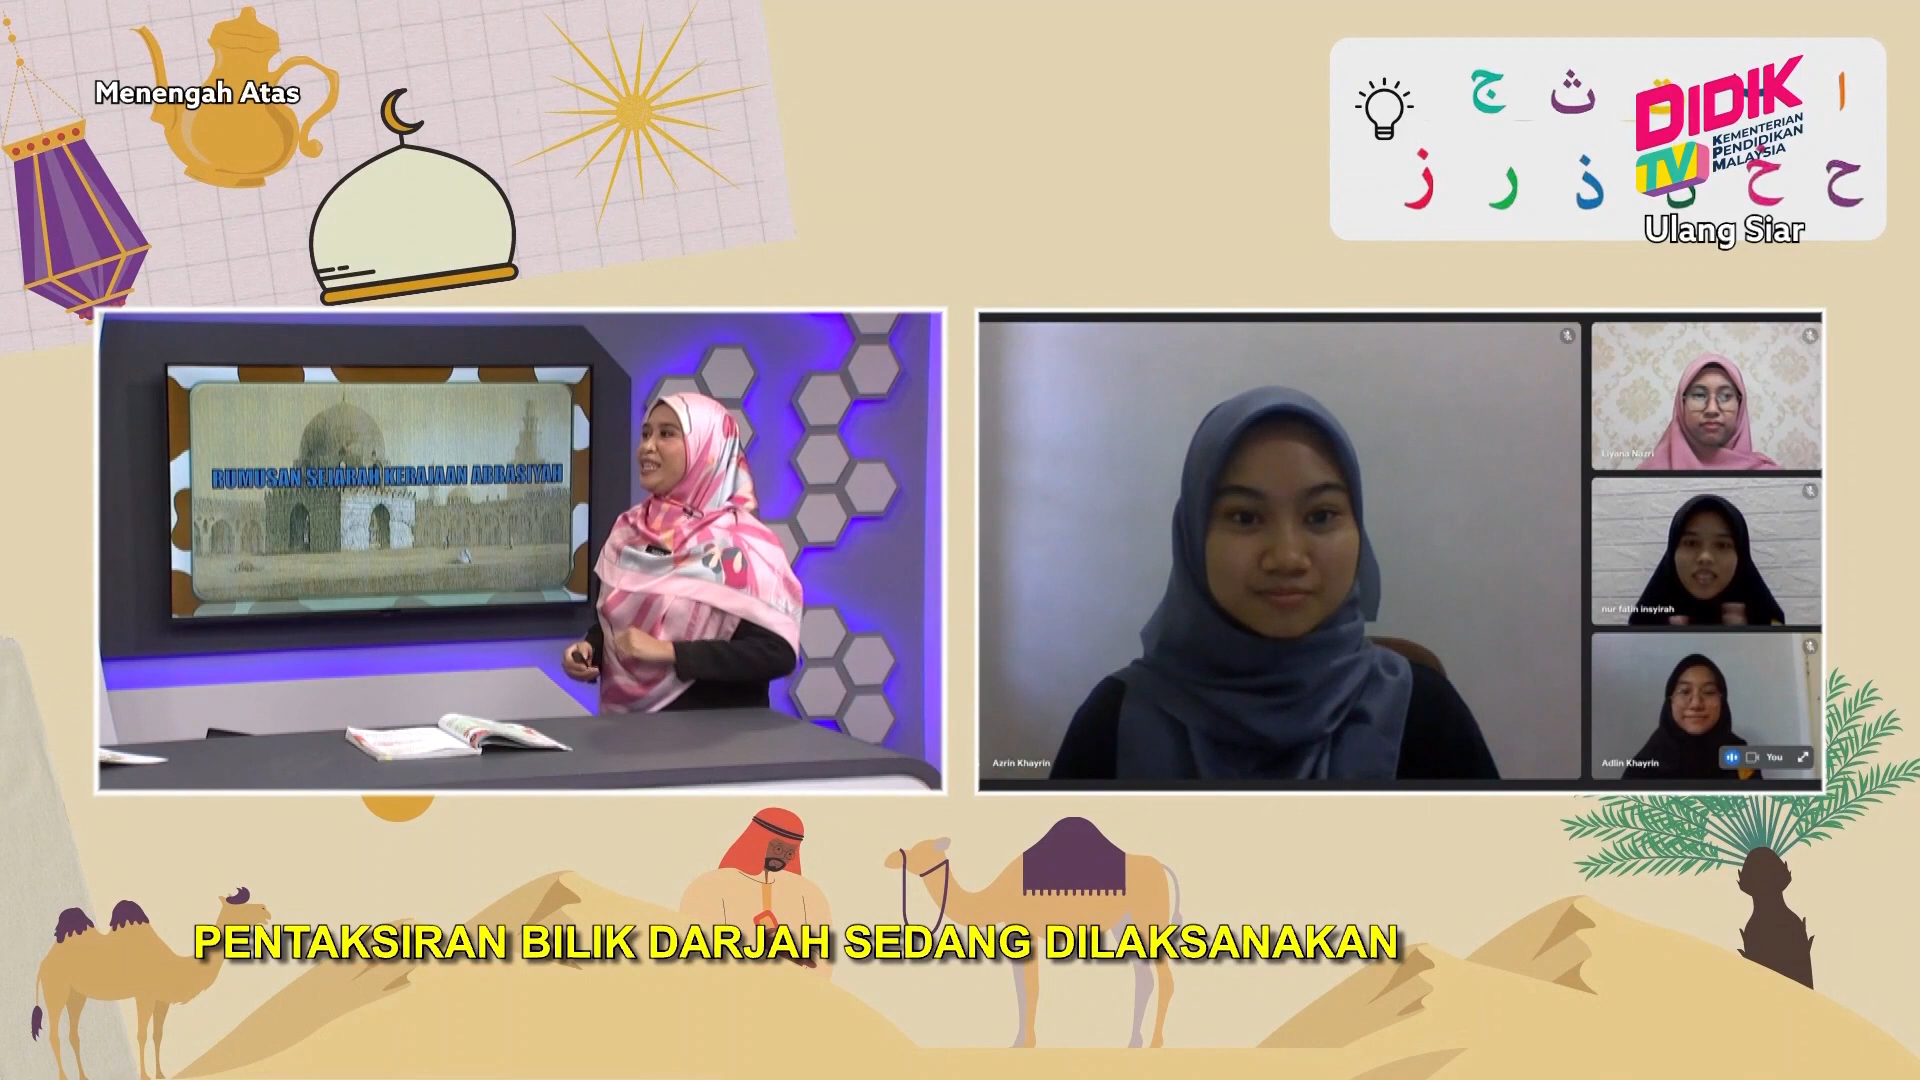 Menengah Atas
ج ث ت ا
DIDIK
TV
KEMENTERIAN
PENDIDIKAN
MALAYSIA
ز ر ذ د خ ح
Ulang Siar
RUMUSAN SEJARAH KERAJAAN ABBASIYAH
Liyana Nazri
nur fatin insyirah
Azrin Khayrin
Adlin Khayrin
You
PENTAKSIRAN BILIK DARJAH SEDANG DILAKSANAKAN